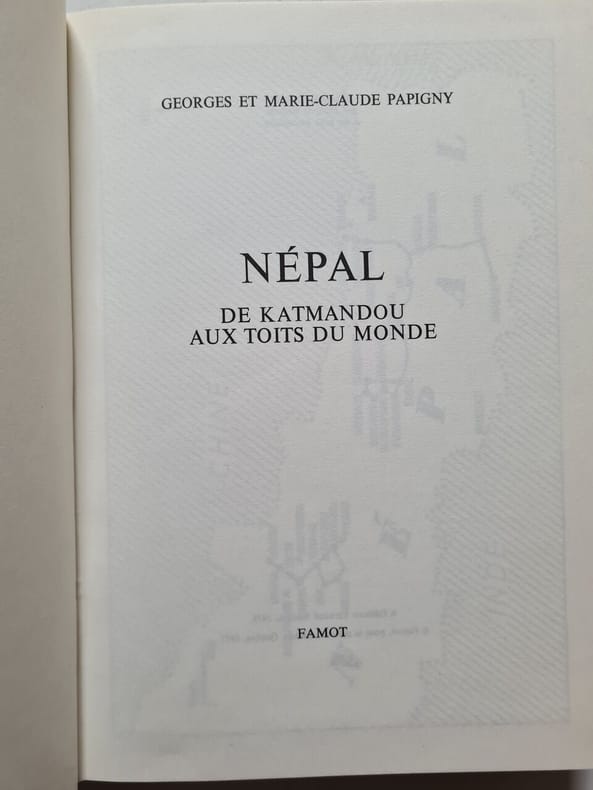 GEORGES ET MARIE-CLAUDE PAPIGNY
NÉPAL
DE KATMANDOU
AUX TOITS DU MONDE
FAMOT